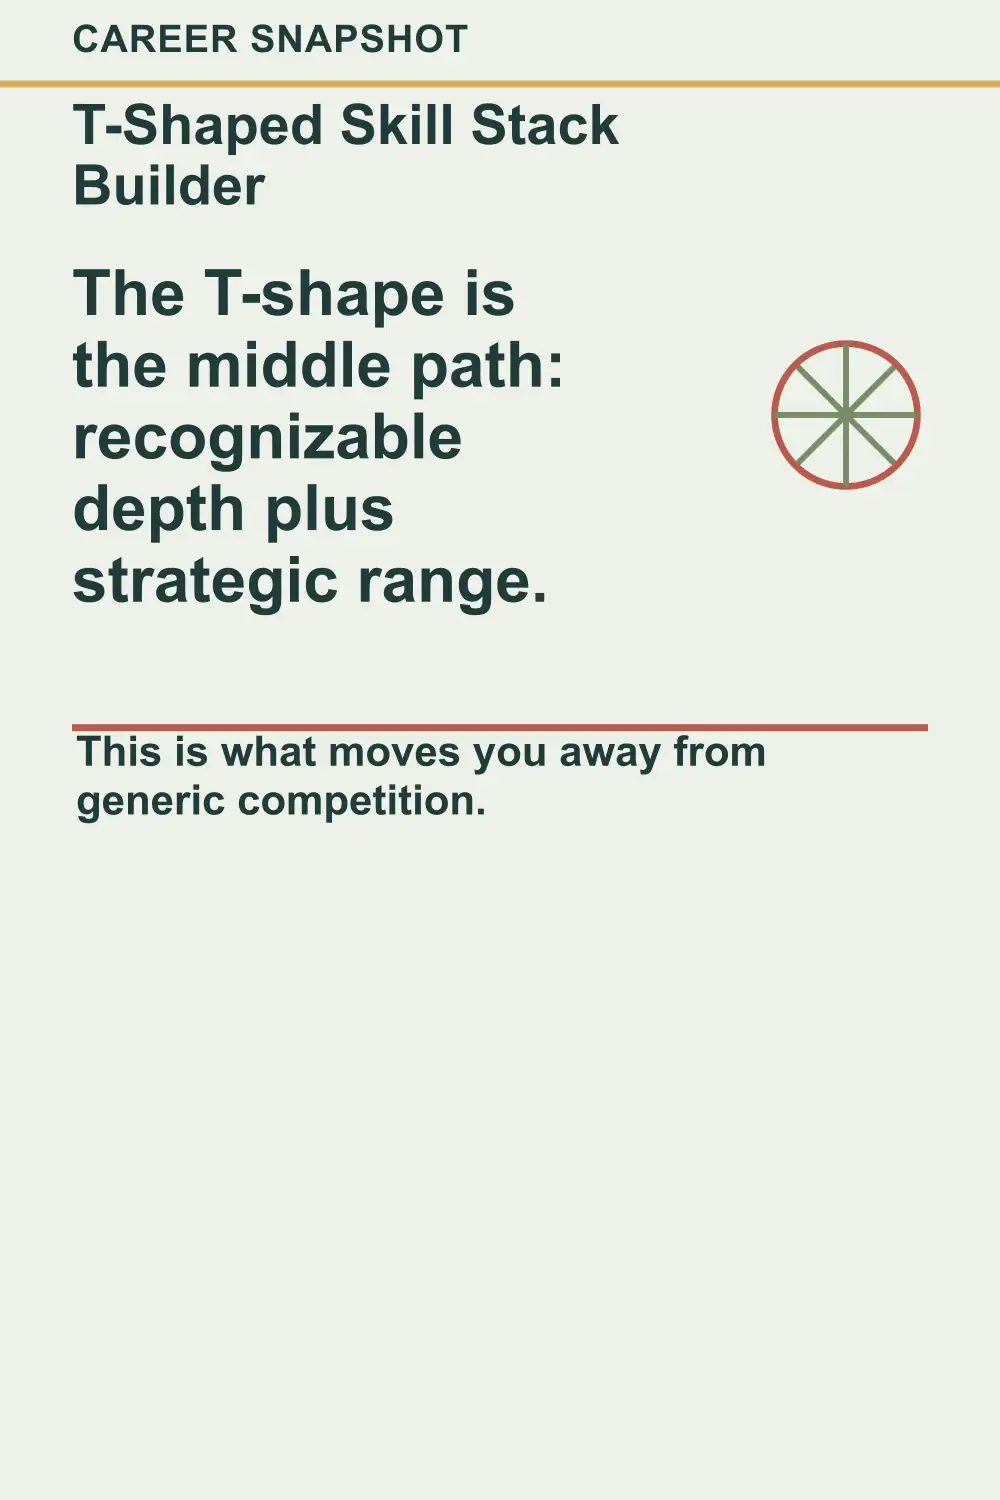 CAREER SNAPSHOT
T-Shaped Skill Stack
Builder
The T-shape is
the middle path:
recognizable
depth plus
strategic range.
This is what moves you away from
generic competition.